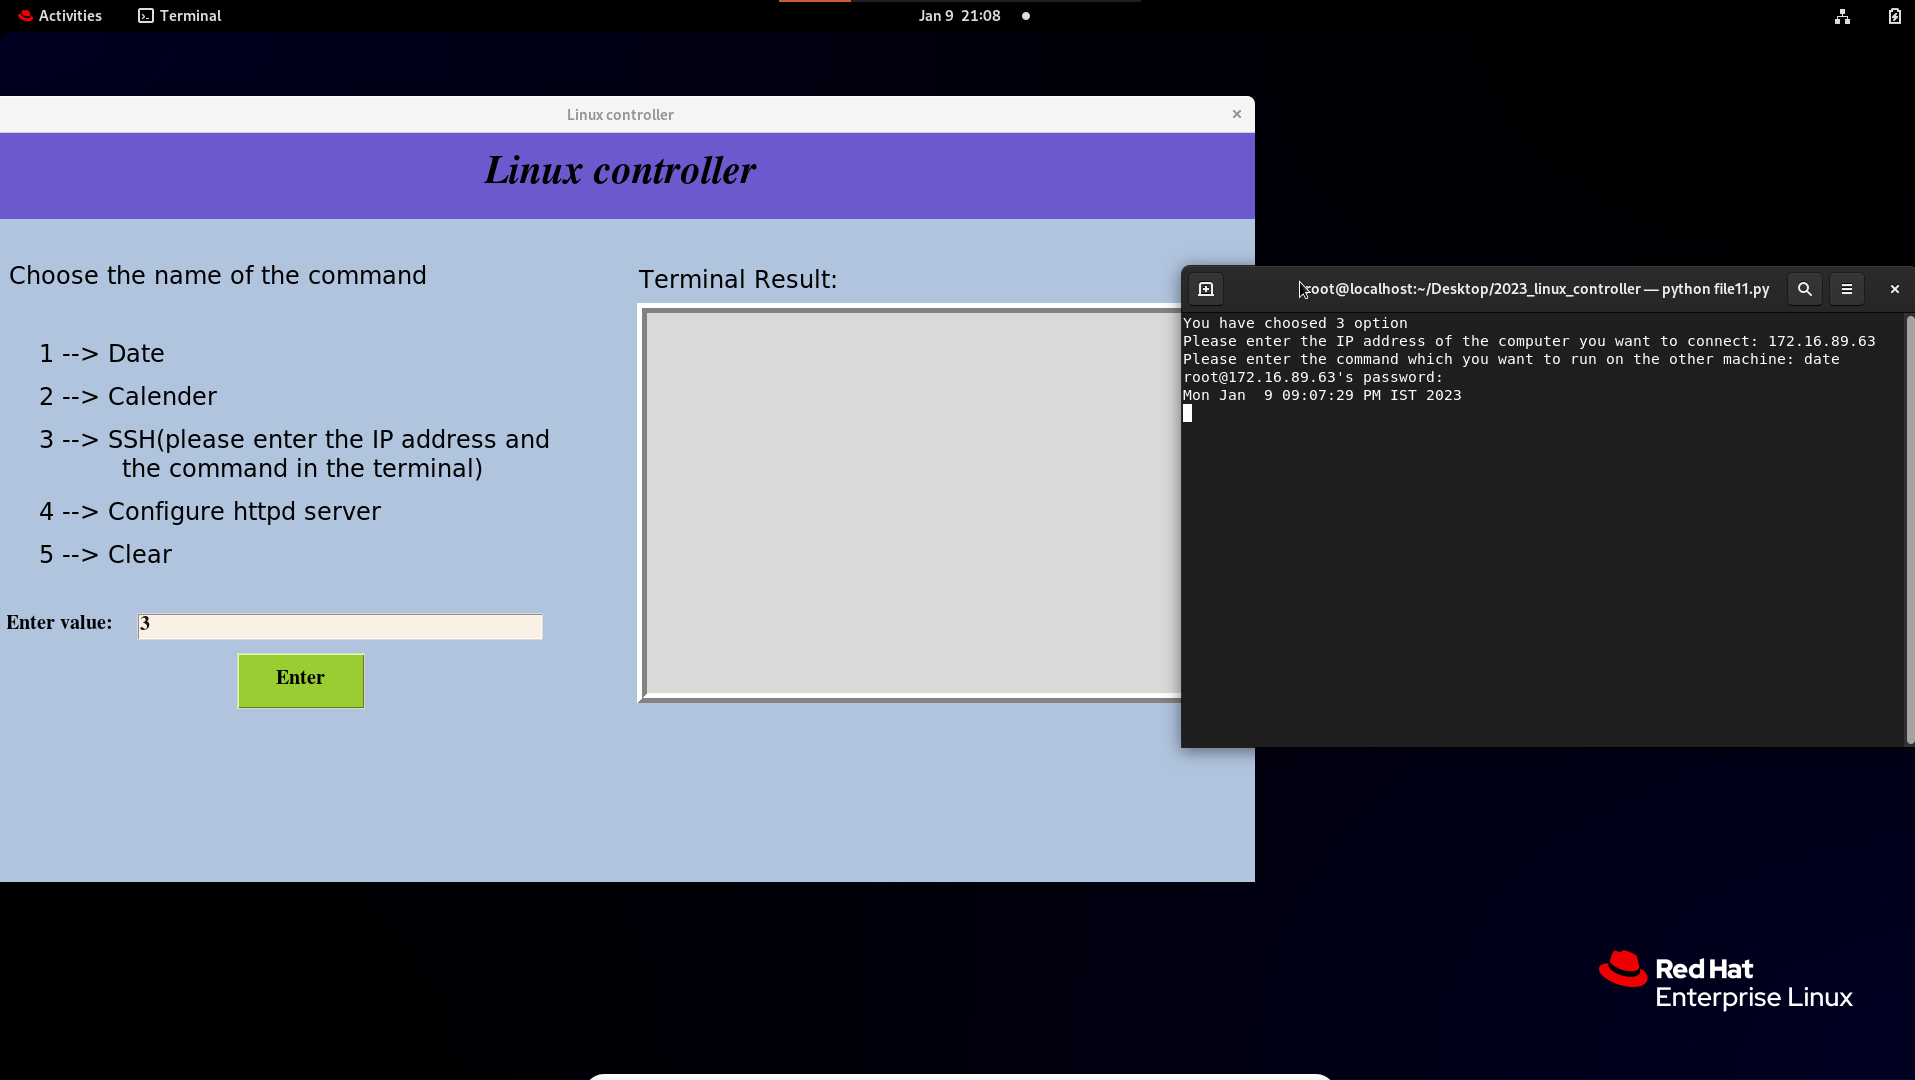 Activities
Terminal
Jan 9 21:08
Linux controller
Linux controller
Choose the name of the command
1 --> Date
2 --> Calender
3 --> SSH(please enter the IP address and
the command in the terminal)
4 --> Configure httpd server
5 --> Clear
Enter value: 3
Enter
Terminal Result:
root@localhost:~/Desktop/2023_linux_controller — python file11.py
You have choosed 3 option
Please enter the IP address of the computer you want to connect: 172.16.89.63
Please enter the command which you want to run on the other machine: date
root@172.16.89.63's password:
Mon Jan  9 09:07:29 PM IST 2023
Red Hat
Enterprise Linux